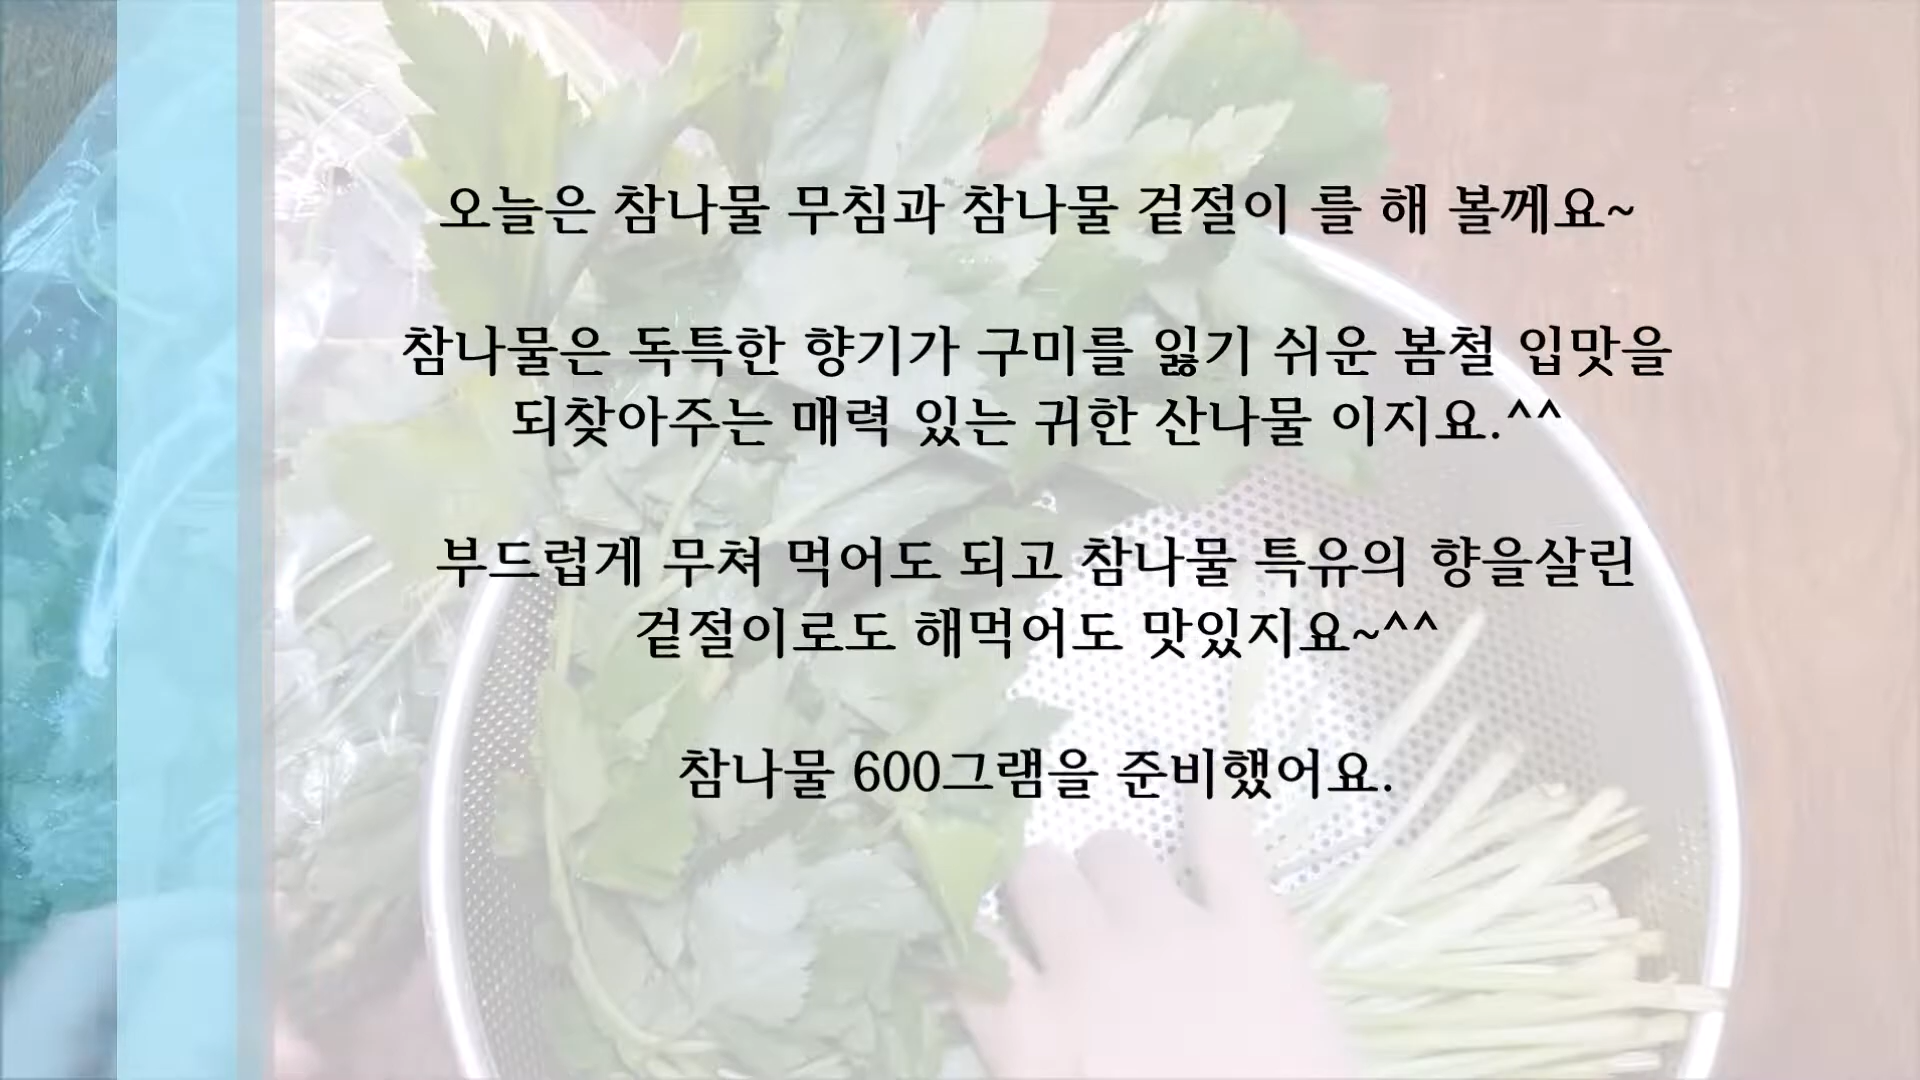 오늘은 참나물 무침과 참나물 겉절이 를 해 볼께요~
참나물은 독특한 향기가 구미를 잃기 쉬운 봄철 입맛을
되찾아주는 매력 있는 귀한 산나물 이지요.^^
부드럽게 무쳐 먹어도 되고 참나물 특유의 향을살린
겉절이로도 해먹어도 맛있지요~^^
참나물 600그램을 준비했어요.